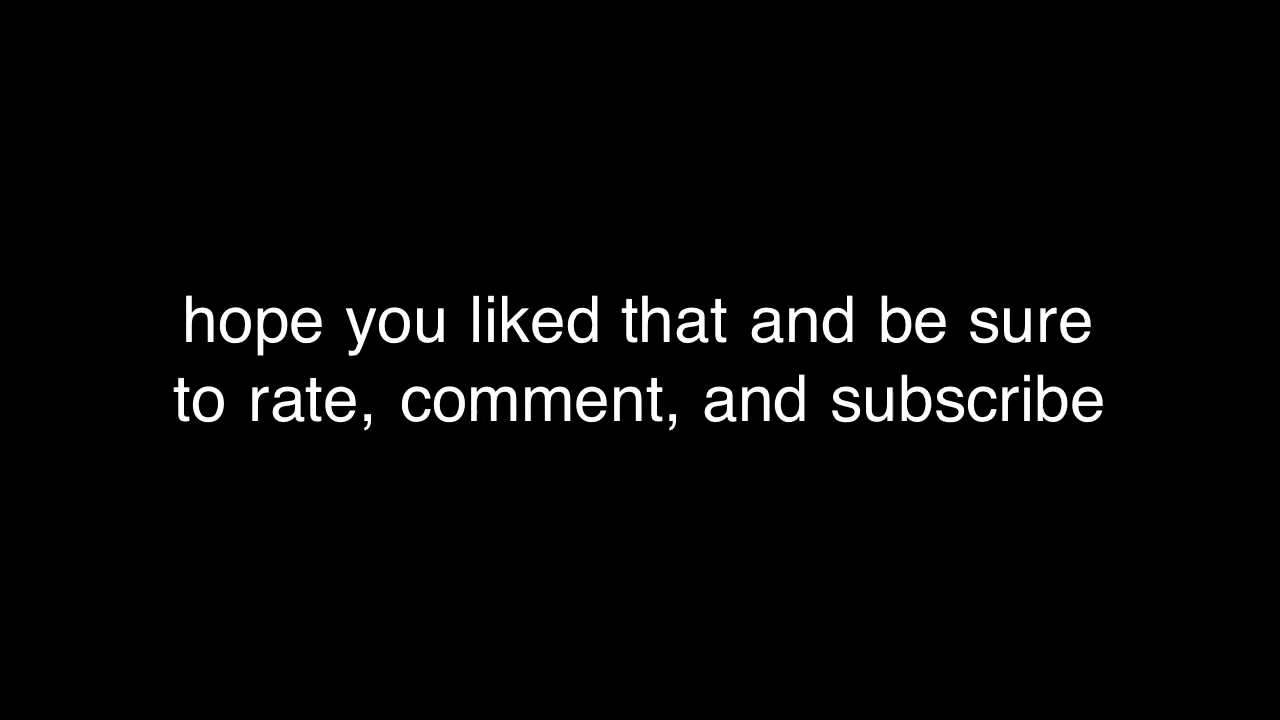 hope you liked that and be sure
to rate, comment, and subscribe